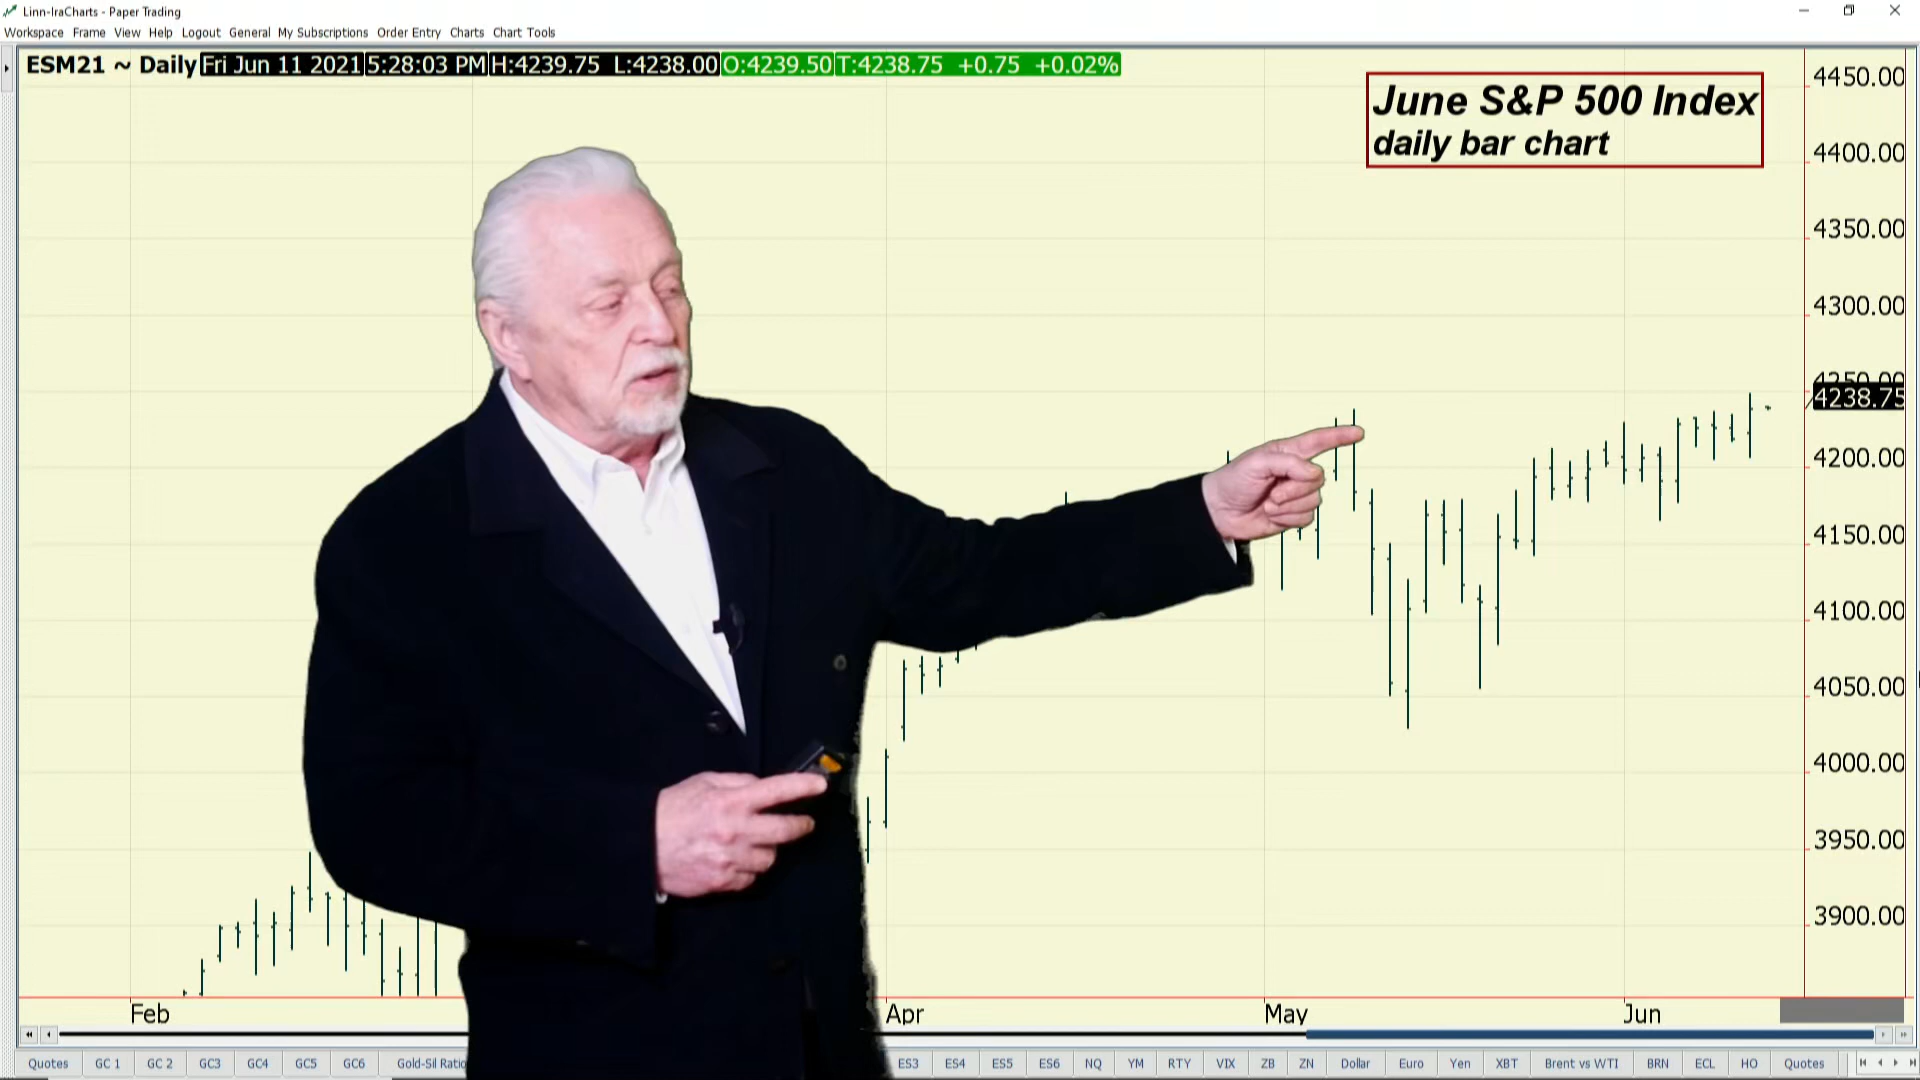 Linn-IraCharts - Paper Trading
Workspace Frame View Help Logout General My Subscriptions Order Entry Charts Chart Tools
ESM21 ~ Daily Fri Jun 11 2021 5:28:03 PM H:4239.75 L:4238.00 O:4239.50 T:4238.75 +0.75 +0.02%
June S&P 500 Index
daily bar chart
4450.00
4400.00
4350.00
4300.00
4250.00
4238.75
4200.00
4150.00
4100.00
4050.00
4000.00
3950.00
3900.00
Feb Apr May Jun
Quotes GC 1 GC 2 GC3 GC4 GC5 GC6 Gold-Sil Ratio ES3 ES4 ES5 ES6 NQ YM RTY VIX ZB ZN Dollar Euro Yen XBT Brent vs WTI BRN ECL HO Quotes